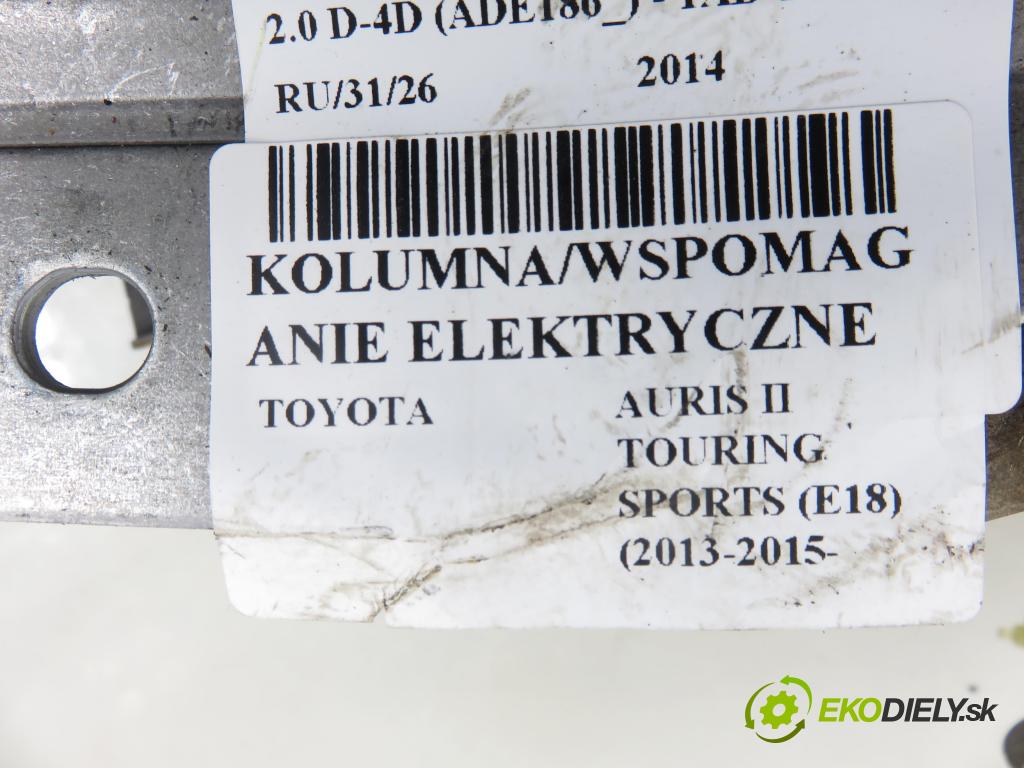 2.0 D-4D (ADE186_) -
RU/31/26 2014
KOLUMNA/WSPOMAG
ANIE ELEKTRYCZNE
TOYOTA AURIS II
TOURING
SPORTS (E18)
(2013-2015-
EKODIELY.sk